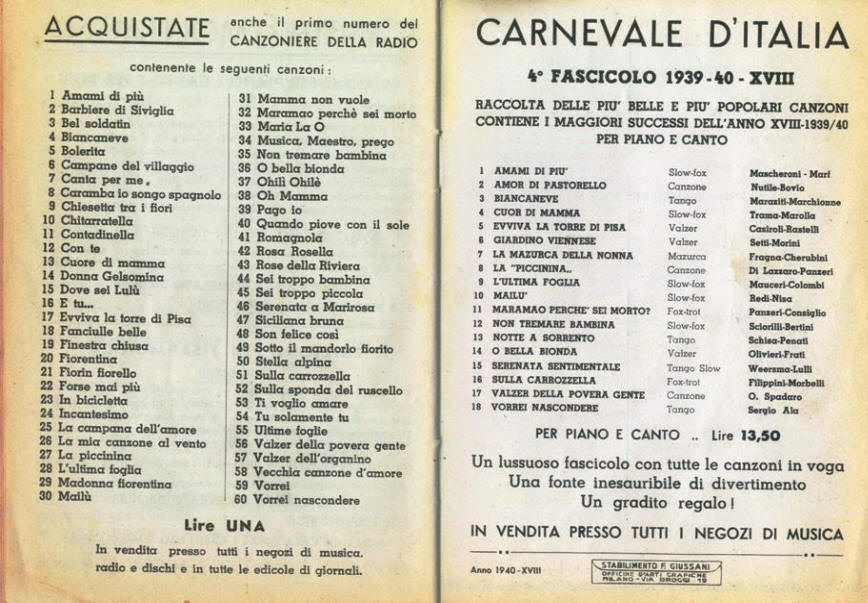 ACQUISTATE anche il primo numero del
CANZONIERE DELLA RADIO
contenente le seguenti canzoni :
1 Amami di più
2 Barbiere di Siviglia
3 Bel soldatin
4 Biancaneve
5 Bolerita
6 Campane del villaggio
7 Canta per me.
8 Caramba io songo spagnolo
9 Chiesetta tra i fiori
10 Chitarratella
11 Contadinella
12 Con te
13 Cuore di mamma
14 Donna Gelsomina
15 Dove sei Lulù
16 E tu...
17 Evviva la torre di Pisa
18 Fanciulle belle
19 Finestra chiusa
20 Fiorentina
21 Fiorin fiorello
22 Forse mai più
23 In bicicletta
24 Incantesimo
25 La campana dell'amore
26 La mia canzone al vento
27 La piccinina
28 L'ultima foglia
29 Madonna fiorentina
30 Mailù
31 Mamma non vuole
32 Maramao perchè sei morto
33 Maria La O
34 Musica, Maestro, prego
35 Non tremare bambina
36 O bella bionda
37 Ohilì Ohilè
38 Oh Mamma
39 Pago io
40 Quando piove con il sole
41 Romagnola
42 Rosa Rosella
43 Rose della Riviera
44 Sei troppo bambina
45 Sei troppo piccola
46 Serenata a Marirosa
47 Siciliana bruna
48 Son felice così
49 Sotto il mandorlo fiorito
50 Stella alpina
51 Sulla carrozzella
52 Sulla sponda del ruscello
53 Ti voglio amare
54 Tu solamente tu
55 Ultime foglie
56 Valzer della povera gente
57 Valzer dell'organino
58 Vecchia canzone d'amore
59 Vorrei
60 Vorrei nascondere
Lire UNA
In vendita presso tutti i negozi di musica.
radio e dischi e in tutte le edicole di giornali.
CARNEVALE D'ITALIA
4° FASCICOLO 1939-40-XVIII
RACCOLTA DELLE PIU' BELLE E PIU' POPOLARI CANZONI
CONTIENE I MAGGIORI SUCCESSI DELL'ANNO XVIII-1939/40
PER PIANO E CANTO
1 AMAMI DI PIU' Slow-fox Mascheroni - Marf
2 AMOR DI PASTORELLO Canzone Nutile-Bovio
3 BIANCANEVE Tango Maraziti-Marchionne
4 CUOR DI MAMMA Slow-fox Trama-Marolla
5 EVVIVA LA TORRE DI PISA Valzer Casiroli-Rastelli
6 GIARDINO VIENNESE Valzer Setti-Morini
7 LA MAZURCA DELLA NONNA Mazurca Fragna-Cherubini
8 LA "PICCININA,, Canzone Di Lazzaro-Panzeri
9 L'ULTIMA FOGLIA Slow-fox Mauceri-Colombi
10 MAILU' Slow-fox Redi-Nisa
11 MARAMAO PERCHE' SEI MORTO? Fox-trot Panzeri-Consiglio
12 NON TREMARE BAMBINA Slow-fox Sciorilli-Bertini
13 NOTTE A SORRENTO Tango Schisa-Penati
14 O BELLA BIONDA Valzer Olivieri-Frati
15 SERENATA SENTIMENTALE Tango Slow Weersma-Lulli
16 SULLA CARROZZELLA Fox-trot Filippini-Morbelli
17 VALZER DELLA POVERA GENTE Canzone O. Spadaro
18 VORREI NASCONDERE Tango Sergio Ala
PER PIANO E CANTO .. Lire 13,50
Un lussuoso fascicolo con tutte le canzoni in voga
Una fonte inesauribile di divertimento
Un gradito regalo !
IN VENDITA PRESSO TUTTI I NEGOZI DI MUSICA
Anno 1940-XVIII
STABILIMENTO F. GIUSSANI
OFFICINE D'ARTI GRAFICHE
MILANO - VIA BROGGI 19